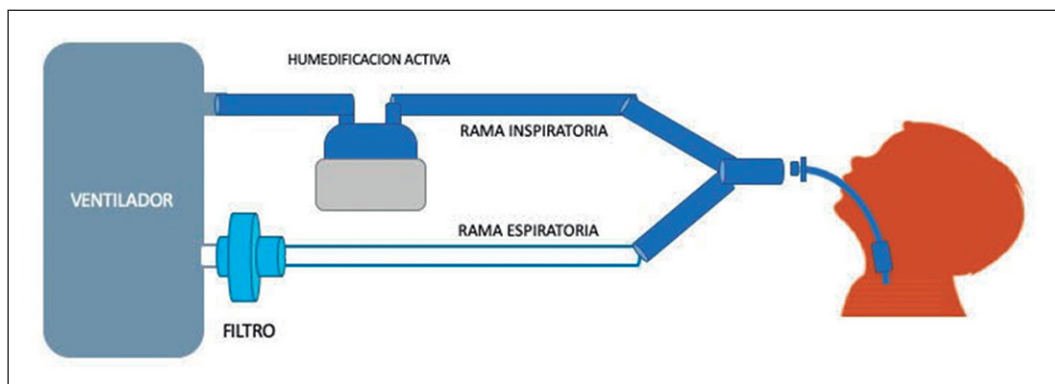 HUMEDIFICACION ACTIVA
RAMA INSPIRATORIA
VENTILADOR
RAMA ESPIRATORIA
FILTRO